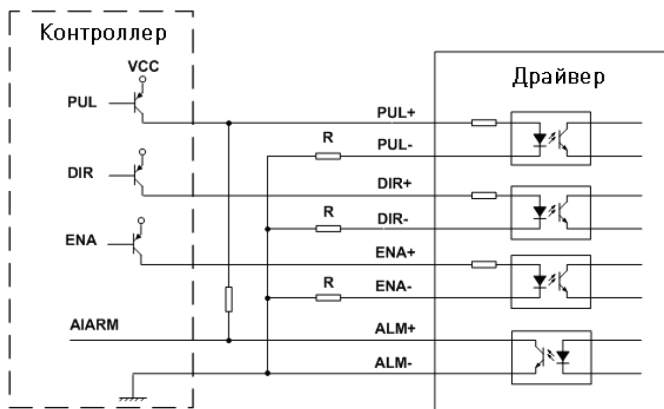 Контроллер
Драйвер
VCC
PUL
PUL+
R
PUL-
DIR
DIR+
R
DIR-
ENA
ENA+
R
ENA-
AIARM
ALM+
ALM-